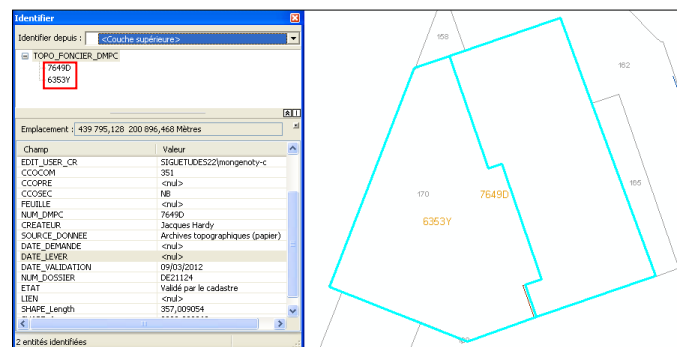 Identifier
Identifier depuis : <Couche supérieure>
TOPO_FONCIER_DMPC
7649D
6353Y
Emplacement : 439 795,128 200 896,468 Mètres
Champ Valeur
EDIT_USER_CR SIGUETUDES22\mongenoty-c
CCOCOM 351
CCOPRE <nul>
CCOSEC NB
FEUILLE <nul>
NUM_DMPC 7649D
CREATEUR Jacques Hardy
SOURCE_DONNEE Archives topographiques (papier)
DATE_DEMANDE <nul>
DATE_LEVER <nul>
DATE_VALIDATION 09/03/2012
NUM_DOSSIER DE21124
ETAT Validé par le cadastre
LIEN <nul>
SHAPE_Length 357,009054
2 entités identifiées
158
162
170
7649D
165
6353Y